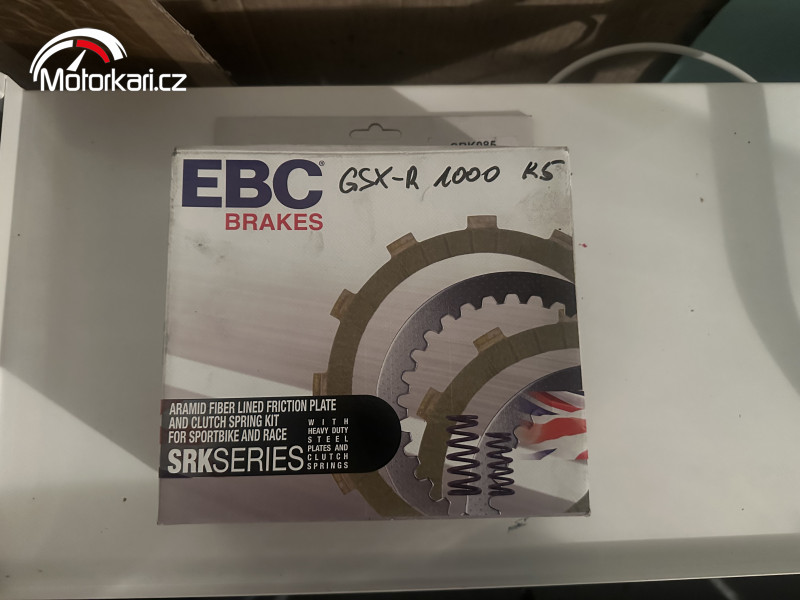 Motorkari.cz
SRK085
EBC®
GSX-R 1000 K5
BRAKES
ARAMID FIBER LINED FRICTION PLATE
AND CLUTCH SPRING KIT
FOR SPORTBIKE AND RACE
SRKSERIES
WITH
HEAVY DUTY
STEEL
PLATES AND
CLUTCH
SPRINGS